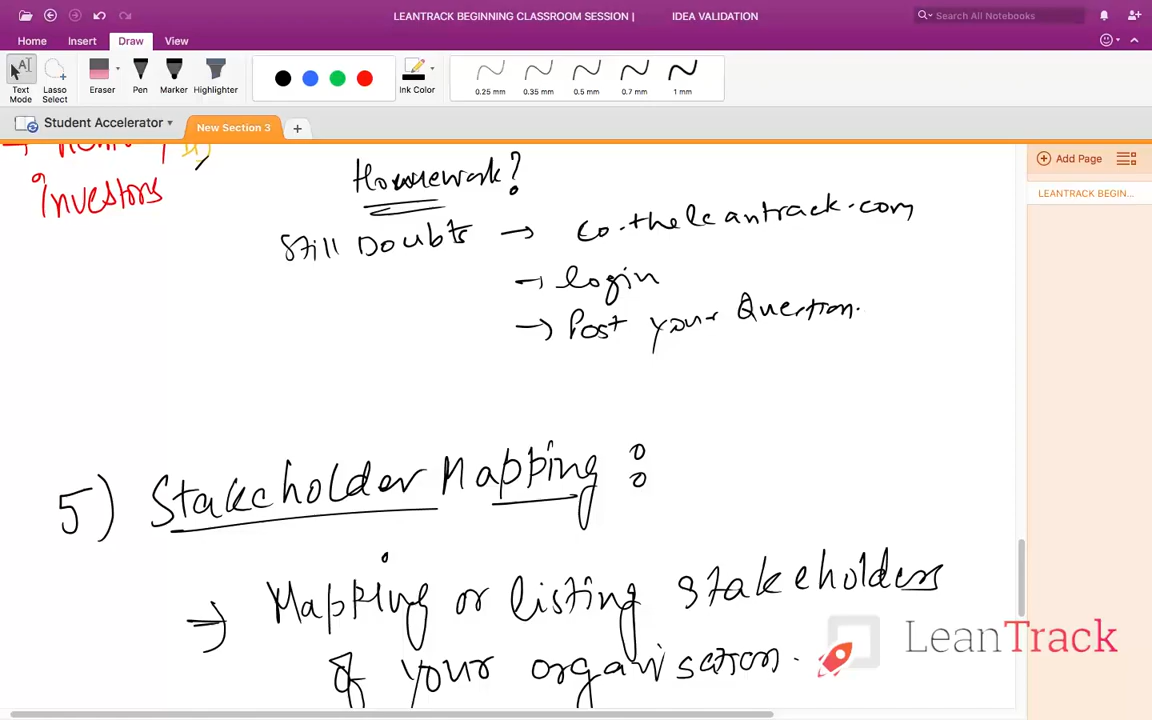 LEANTRACK BEGINNING CLASSROOM SESSION | IDEA VALIDATION
Search All Notebooks
Home Insert Draw View
Text Mode
Lasso Select
Eraser
Pen
Marker
Highlighter
Ink Color
0.25 mm 0.35 mm 0.5 mm 0.7 mm 1 mm
Student Accelerator
New Section 3
+
Add Page
LEANTRACK BEGIN...
investors
Homework?
Still Doubts → co.theleantrack.com
→ login
→ Post your Question.
5) Stakeholder Mapping :
→ Mapping or listing stakeholders
of your organisation.
LeanTrack